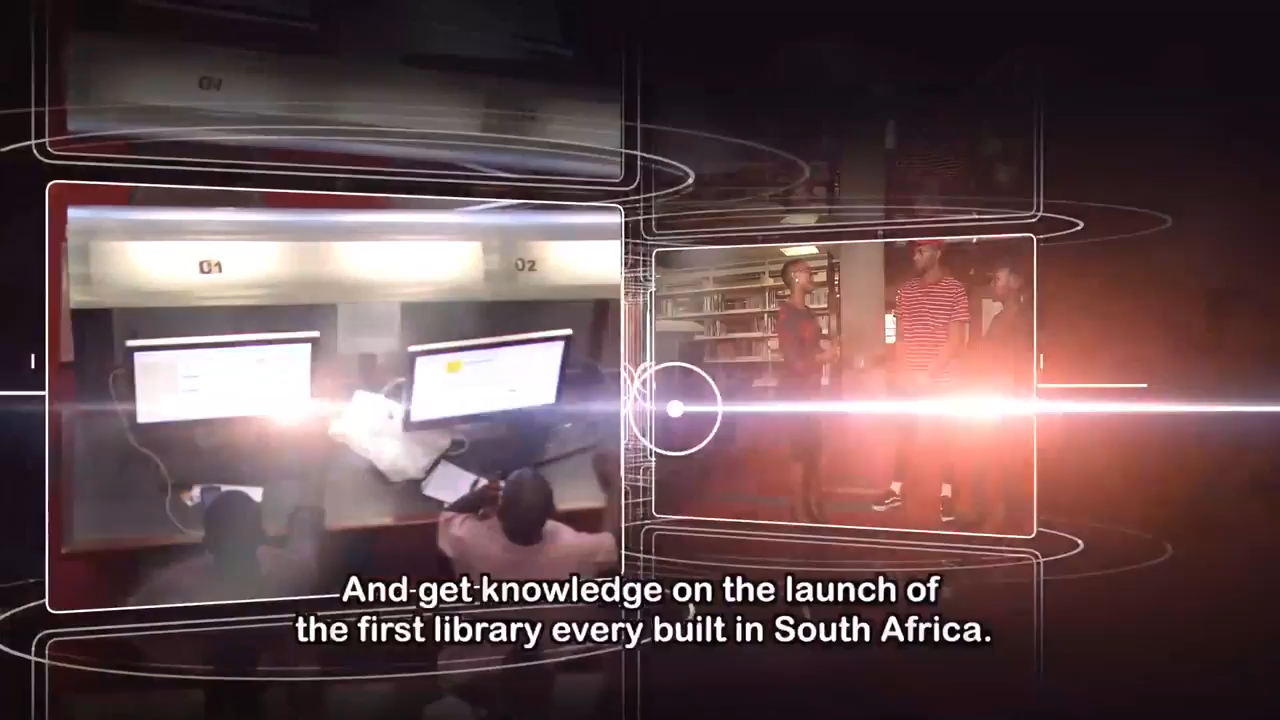 01
02
And get knowledge on the launch of
the first library every built in South Africa.